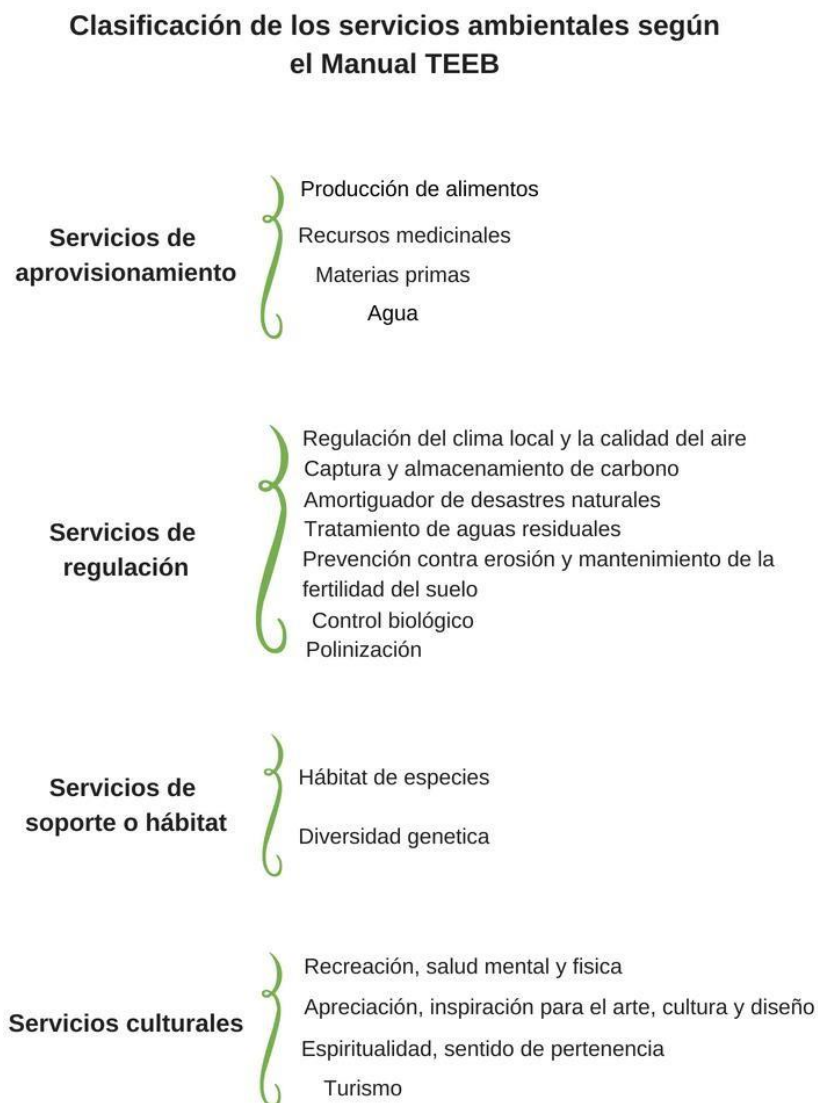 Clasificación de los servicios ambientales según
el Manual TEEB
Servicios de
aprovisionamiento
Producción de alimentos
Recursos medicinales
Materias primas
Agua
Servicios de
regulación
Regulación del clima local y la calidad del aire
Captura y almacenamiento de carbono
Amortiguador de desastres naturales
Tratamiento de aguas residuales
Prevención contra erosión y mantenimiento de la
fertilidad del suelo
Control biológico
Polinización
Servicios de
soporte o hábitat
Hábitat de especies
Diversidad genetica
Servicios culturales
Recreación, salud mental y fisica
Apreciación, inspiración para el arte, cultura y diseño
Espiritualidad, sentido de pertenencia
Turismo